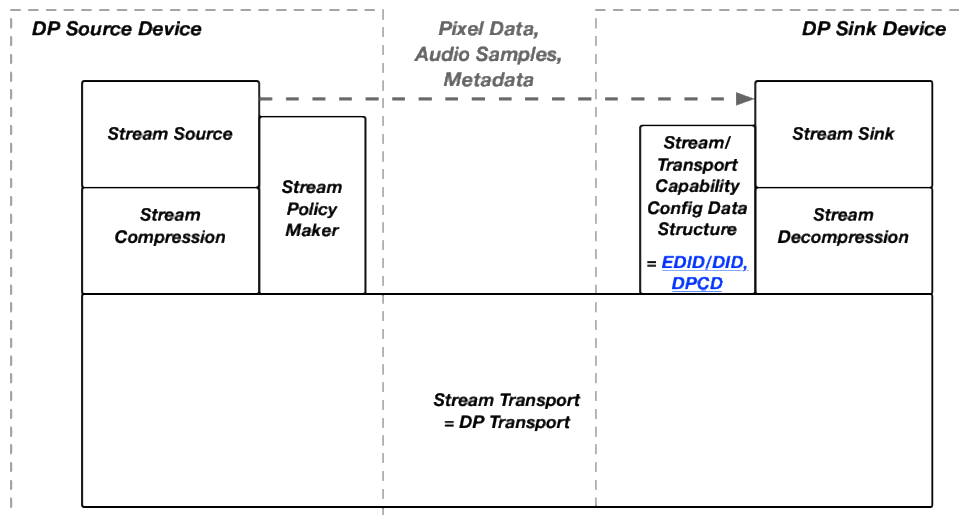 DP Source Device
Pixel Data,
Audio Samples,
Metadata
DP Sink Device
Stream Source
Stream
Compression
Stream
Policy
Maker
Stream/
Transport
Capability
Config Data
Structure
= EDID/DID,
DPCD
Stream Sink
Stream
Decompression
Stream Transport
= DP Transport